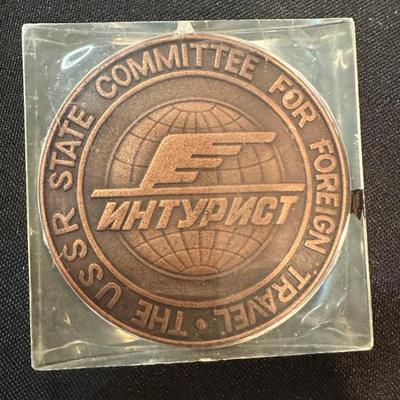 THE USSR STATE COMMITTEE FOR FOREIGN TRAVEL •
ИНТУРИСТ